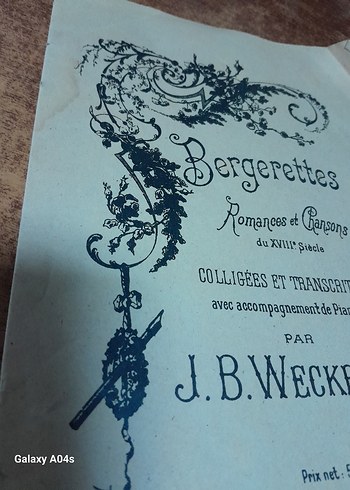 Bergerettes
Romances et Chansons
du XVIIIe Siècle
COLLIGÉES ET TRANSCRIT
avec accompagnement de Pian
PAR
J. B. WECKE
Prix net: 5
Galaxy A04s